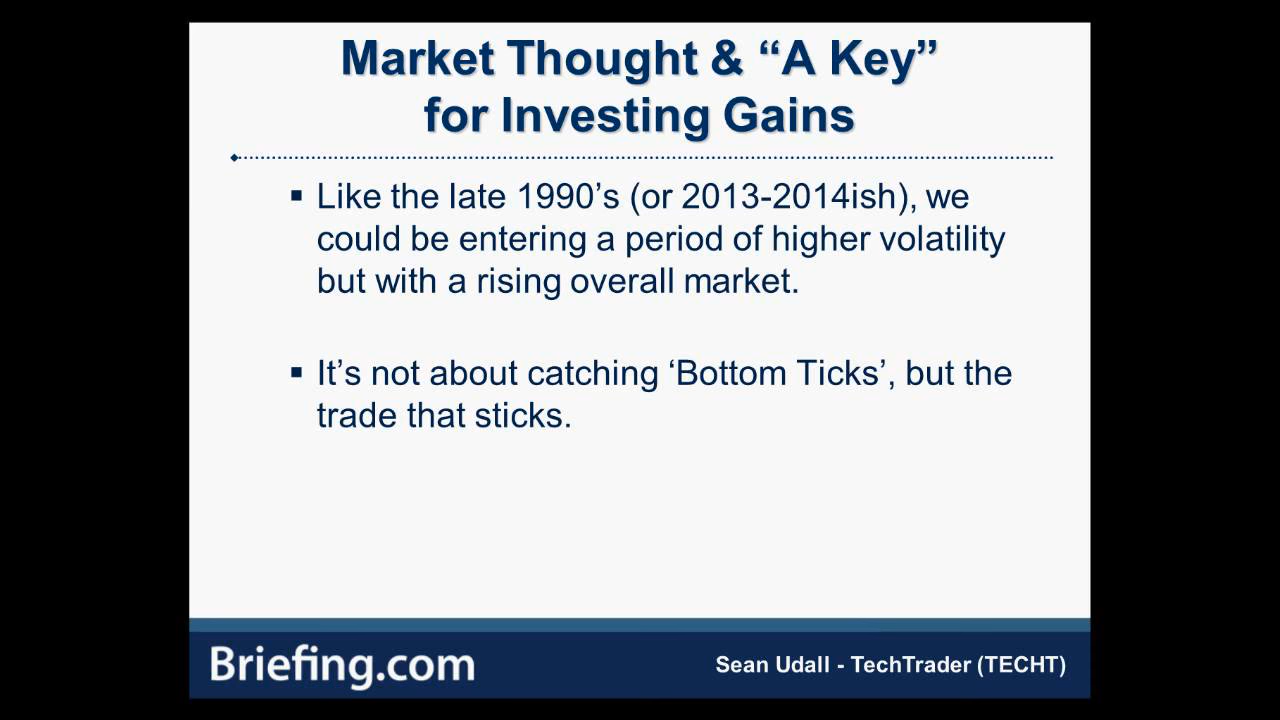 Market Thought & “A Key”
for Investing Gains
▪ Like the late 1990’s (or 2013-2014ish), we
could be entering a period of higher volatility
but with a rising overall market.
▪ It’s not about catching ‘Bottom Ticks’, but the
trade that sticks.
Briefing.com
Sean Udall - TechTrader (TECHT)